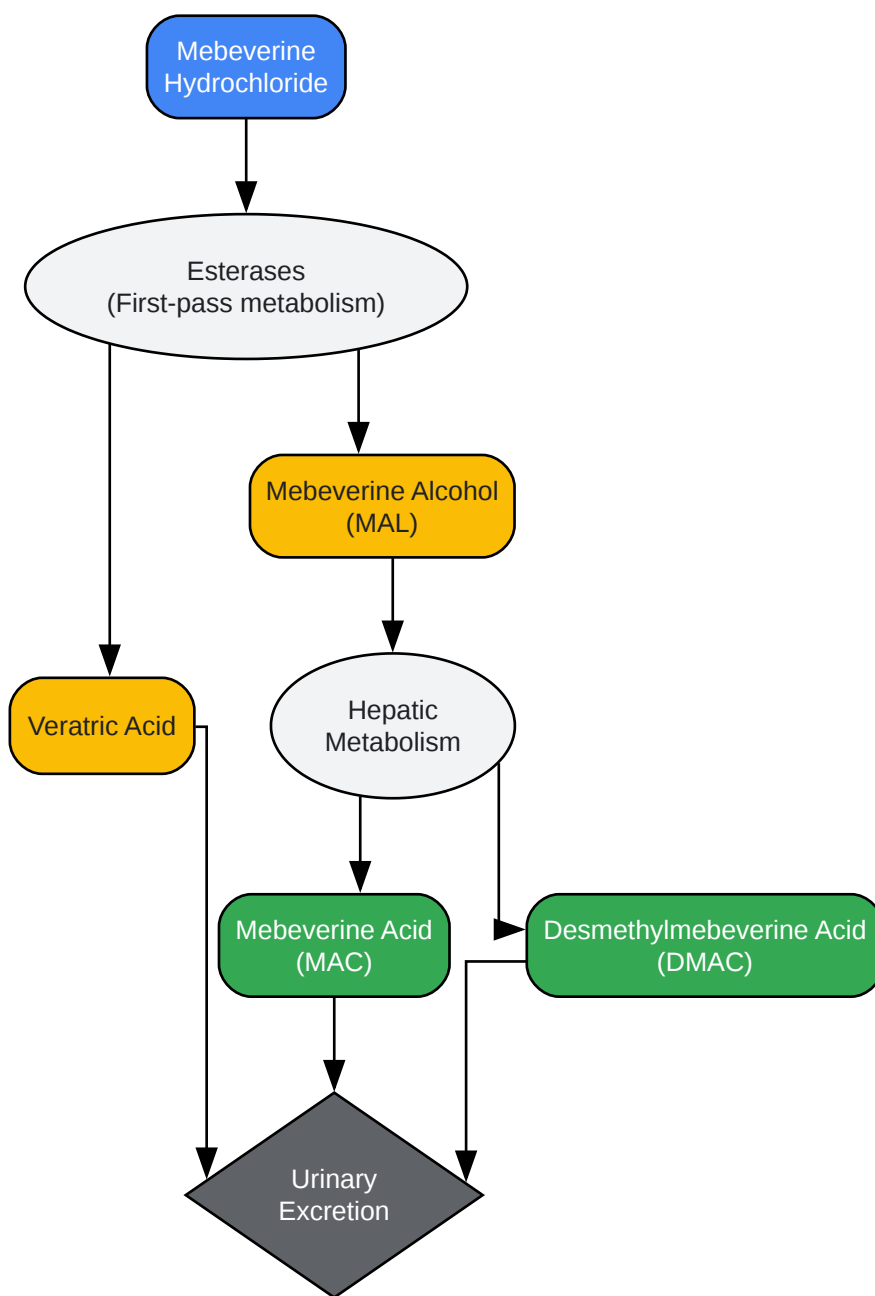 Mebeverine
Hydrochloride
Esterases
(First-pass metabolism)
Mebeverine Alcohol
(MAL)
Veratric Acid
Hepatic
Metabolism
Mebeverine Acid
(MAC)
Desmethylmebeverine Acid
(DMAC)
Urinary
Excretion